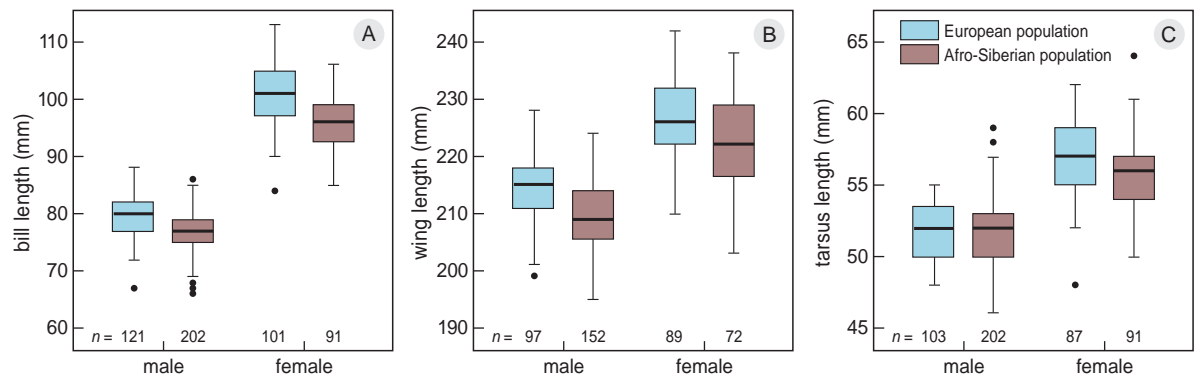 A
bill length (mm)
110
100
90
80
70
60
n = 121 202 101 91
male female
B
wing length (mm)
240
230
220
210
200
190
n = 97 152 89 72
male female
C
European population
Afro-Siberian population
tarsus length (mm)
65
60
55
50
45
n = 103 202 87 91
male female